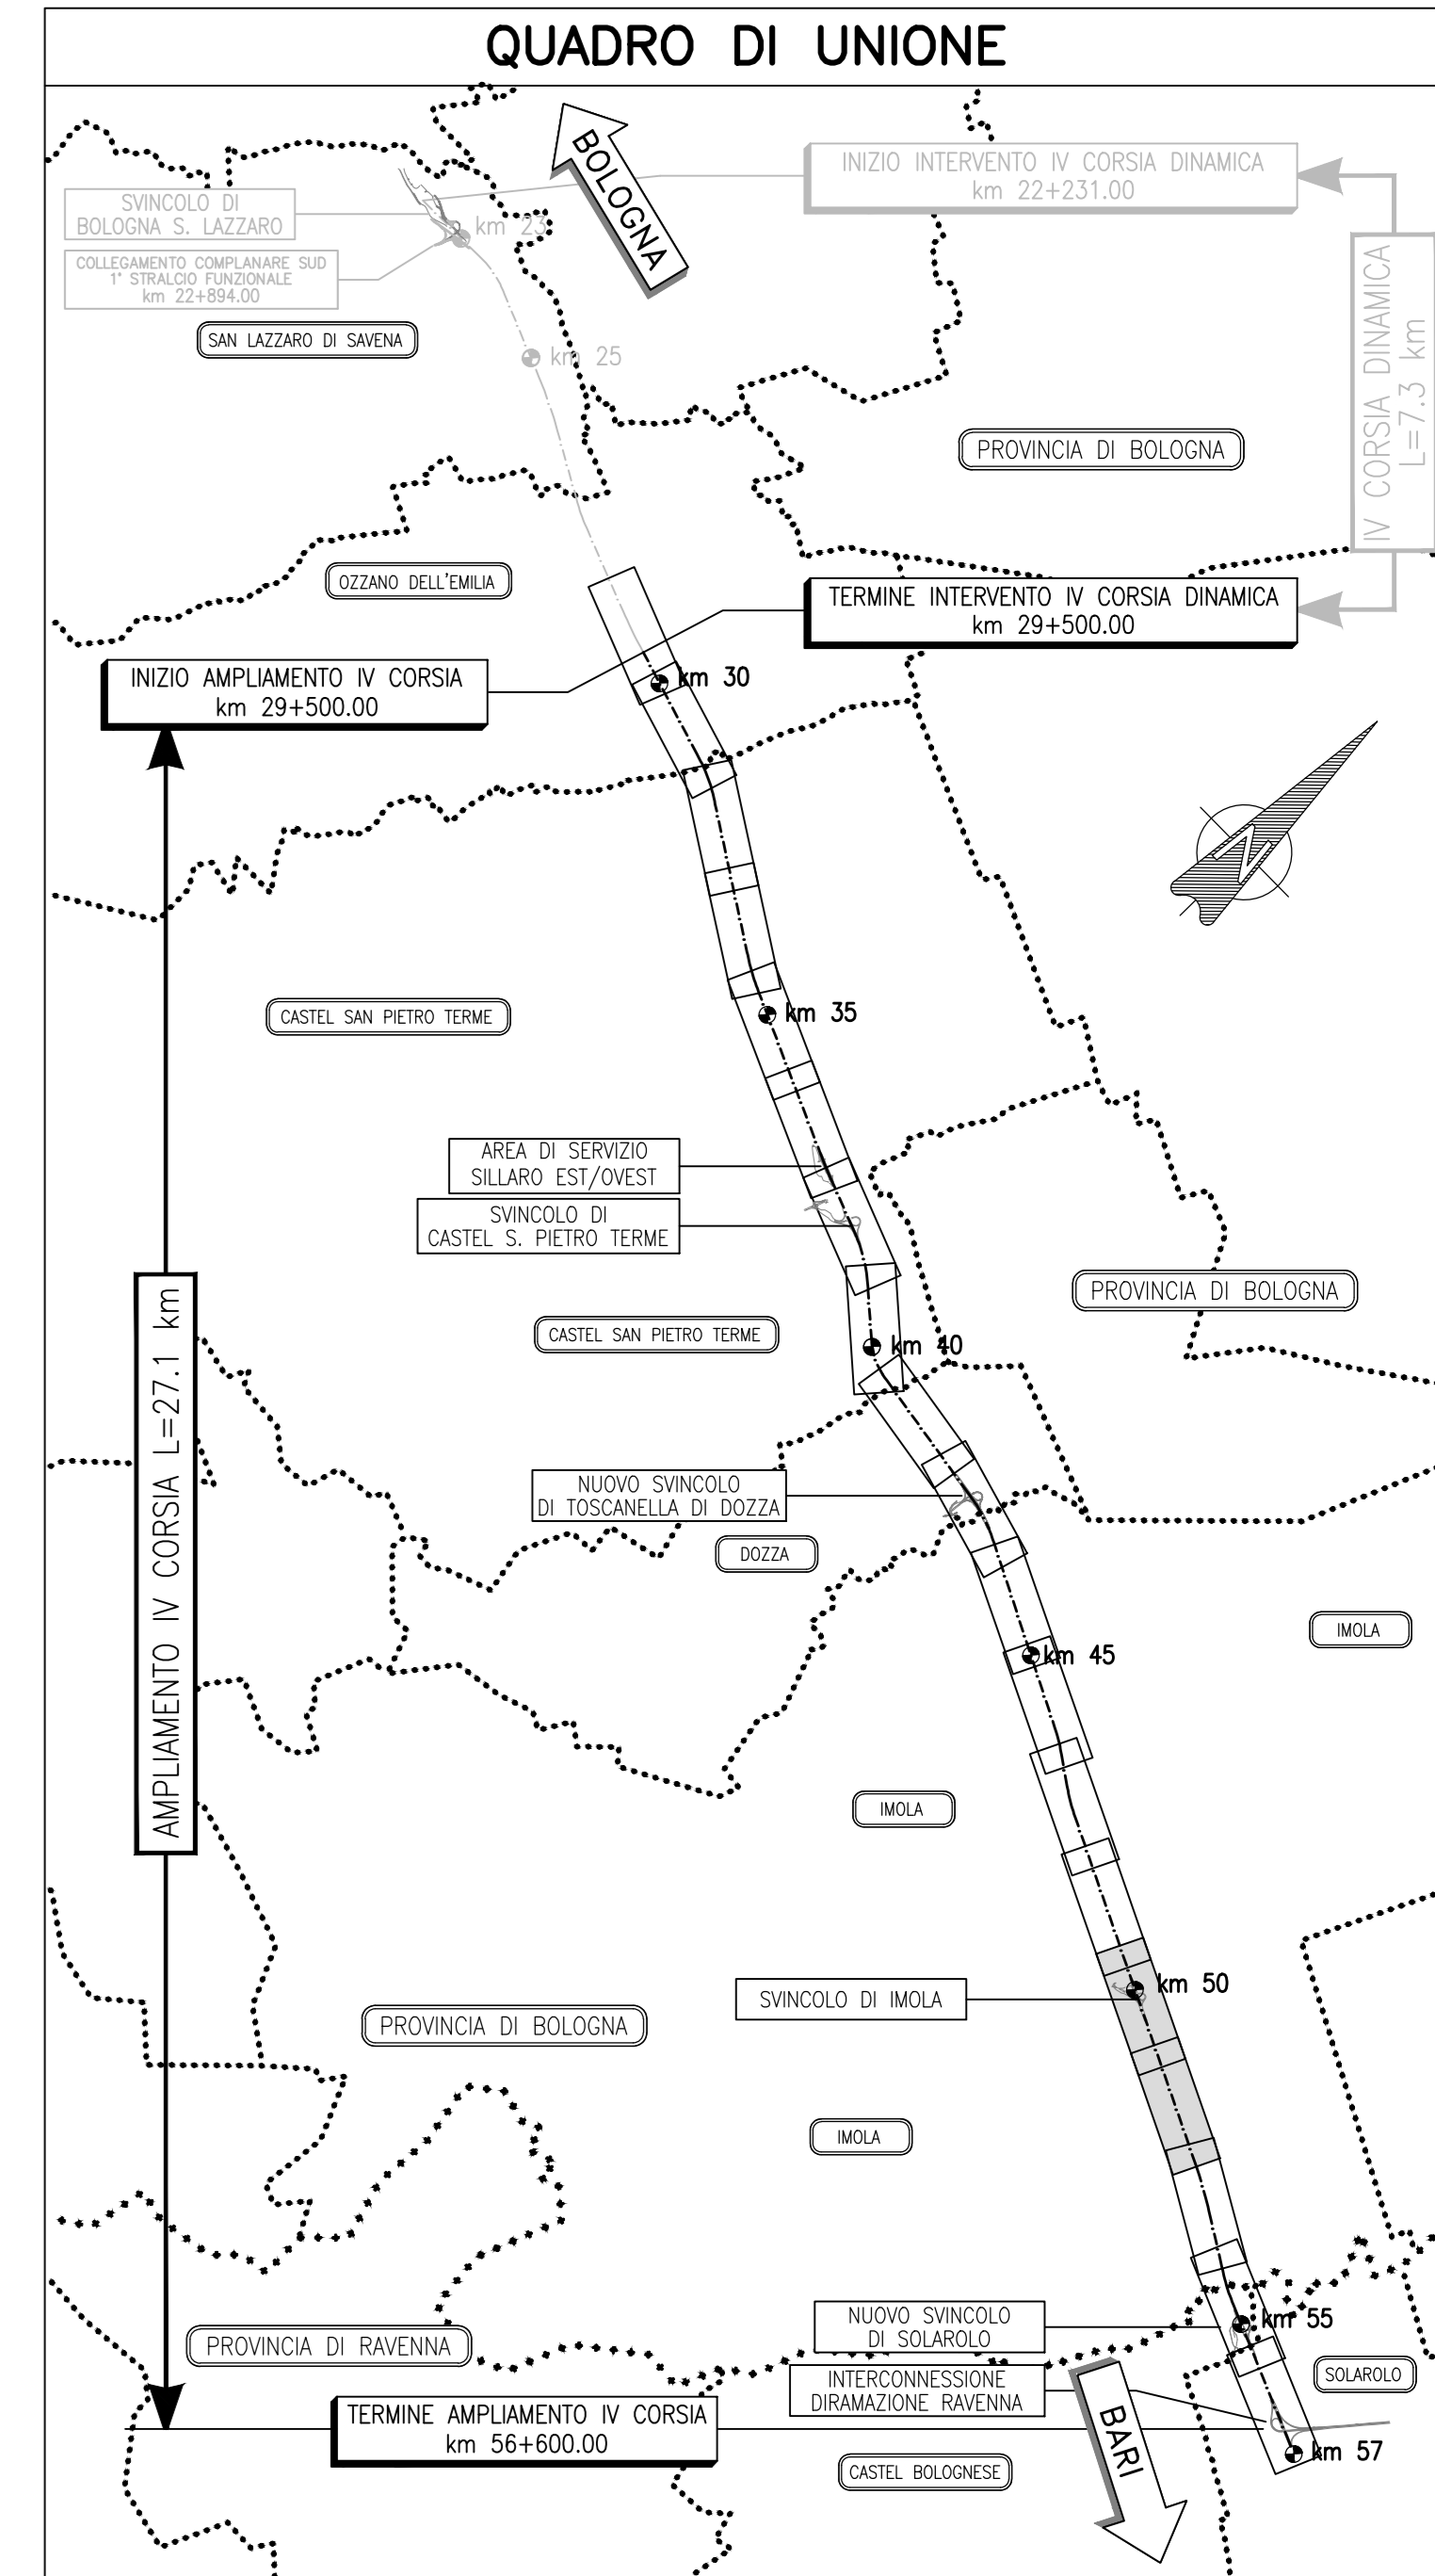 QUADRO DI UNIONE
BOLOGNA
INIZIO INTERVENTO IV CORSIA DINAMICA
km 22+231.00
SVINCOLO DI
BOLOGNA S. LAZZARO
km 23
COLLEGAMENTO COMPLANARE SUD
1° STRALCIO FUNZIONALE
km 22+894.00
IV CORSIA DINAMICA
L=7.3 km
SAN LAZZARO DI SAVENA
km 25
PROVINCIA DI BOLOGNA
OZZANO DELL'EMILIA
TERMINE INTERVENTO IV CORSIA DINAMICA
km 29+500.00
INIZIO AMPLIAMENTO IV CORSIA
km 29+500.00
km 30
N
CASTEL SAN PIETRO TERME
km 35
AREA DI SERVIZIO
SILLARO EST/OVEST
SVINCOLO DI
CASTEL S. PIETRO TERME
PROVINCIA DI BOLOGNA
CASTEL SAN PIETRO TERME
km 40
AMPLIAMENTO IV CORSIA L=27.1 km
NUOVO SVINCOLO
DI TOSCANELLA DI DOZZA
DOZZA
IMOLA
km 45
IMOLA
km 50
SVINCOLO DI IMOLA
PROVINCIA DI BOLOGNA
IMOLA
NUOVO SVINCOLO
DI SOLAROLO
km 55
PROVINCIA DI RAVENNA
SOLAROLO
INTERCONNESSIONE
DIRAMAZIONE RAVENNA
TERMINE AMPLIAMENTO IV CORSIA
km 56+600.00
BARI
km 57
CASTEL BOLOGNESE